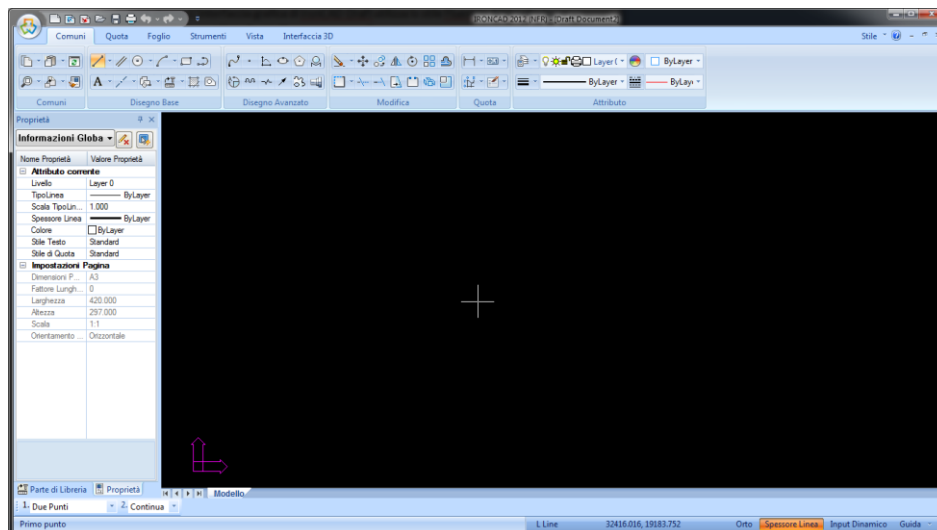 IRONCAD 2012 (NFR) - [Draft Document2]
Comuni Quota Foglio Strumenti Vista Interfaccia 3D Stile
Layer ( ByLayer
A ByLayer ByLay
Comuni Disegno Base Disegno Avanzato Modifica Quota Attributo
Proprietà
Informazioni Globa
Nome Proprietà Valore Proprietà
Attributo corrente
Livello Layer 0
TipoLinea ByLayer
Scala TipoLin... 1.000
Spessore Linea ByLayer
Colore ByLayer
Stile Testo Standard
Stile di Quota Standard
Impostazioni Pagina
Dimensioni P... A3
Fattore Lungh... 0
Larghezza 420.000
Altezza 297.000
Scala 1:1
Orientamento ... Orizzontale
Parte di Libreria Proprietà Modello
1. Due Punti 2. Continua
Primo punto L Line 32416.016, 19183.752 Orto Spessore Linea Input Dinamico Guida